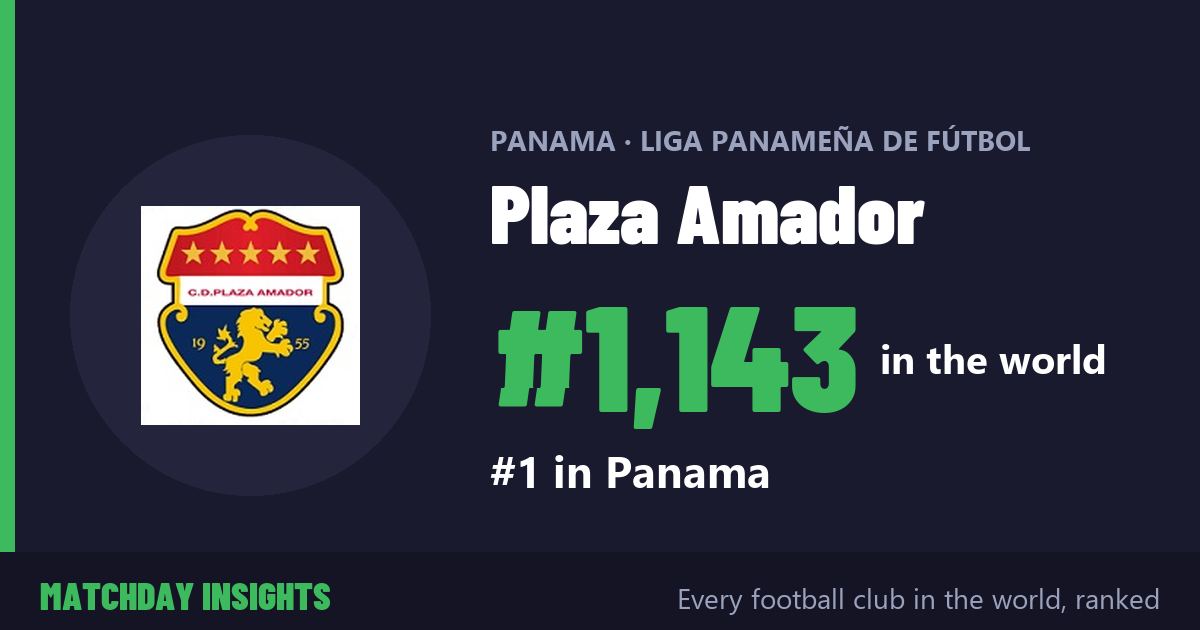 PANAMA · LIGA PANAMEÑA DE FÚTBOL
Plaza Amador
C.D.PLAZA AMADOR
19 55
#1,143 in the world
#1 in Panama
MATCHDAY INSIGHTS
Every football club in the world, ranked